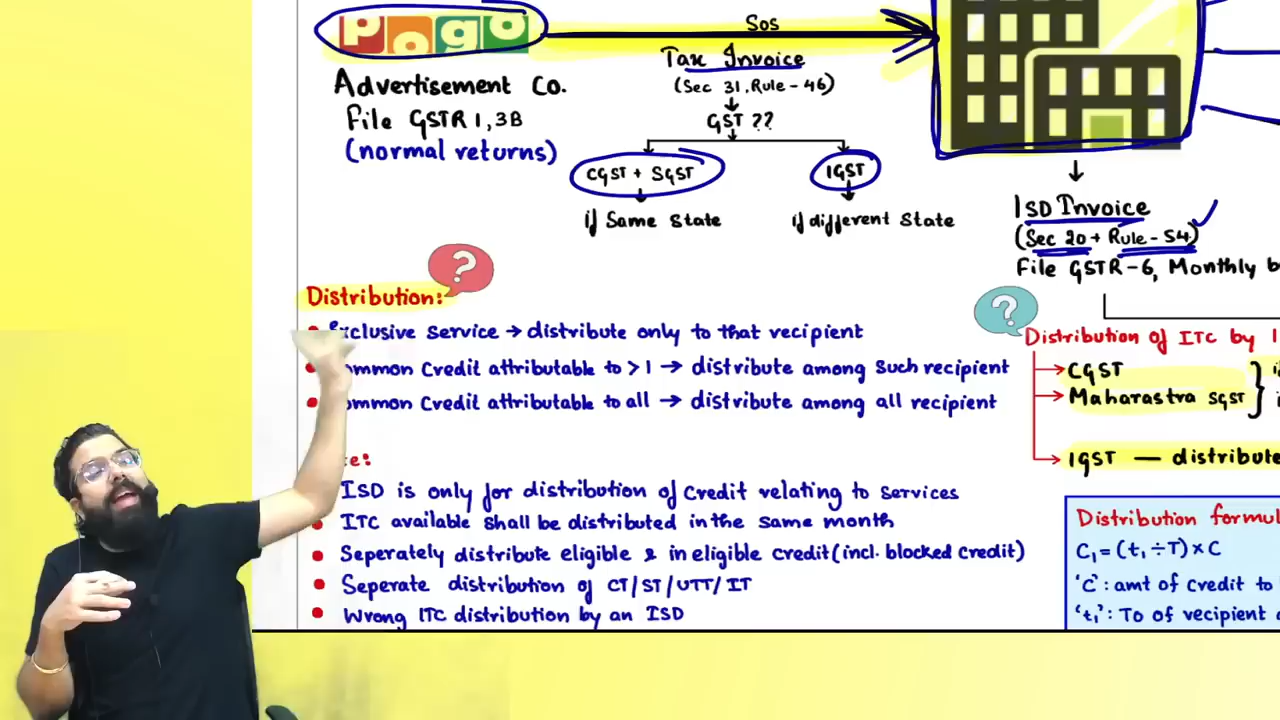 POGO
Sos
Tax Invoice
(Sec 31, Rule-46)
GST ??
CGST + SGST
IGST
if Same State
if different State
Advertisement Co.
File GSTR 1, 3B
(normal returns)
ISD Invoice
(Sec 20 + Rule-54)
File GSTR-6, Monthly b
?
Distribution:
Exclusive Service → distribute only to that recipient
ommon Credit attributable to >1 → distribute among Such recipient
ommon Credit attributable to all → distribute among all recipient
te:
ISD is only for distribution of Credit relating to Services
ITC available shall be distributed in the same month
Seperately distribute eligible & in eligible credit (incl. blocked Credit)
Seperate distribution of CT/ST/UTT/IT
Wrong ITC distribution by an ISD
?
Distribution of ITC by I
CGST
Maharastra SGST
IGST — distribute
Distribution formul
C₁ = (t₁ ÷ T) × C
'C': amt of Credit to
't₁': To of recipient